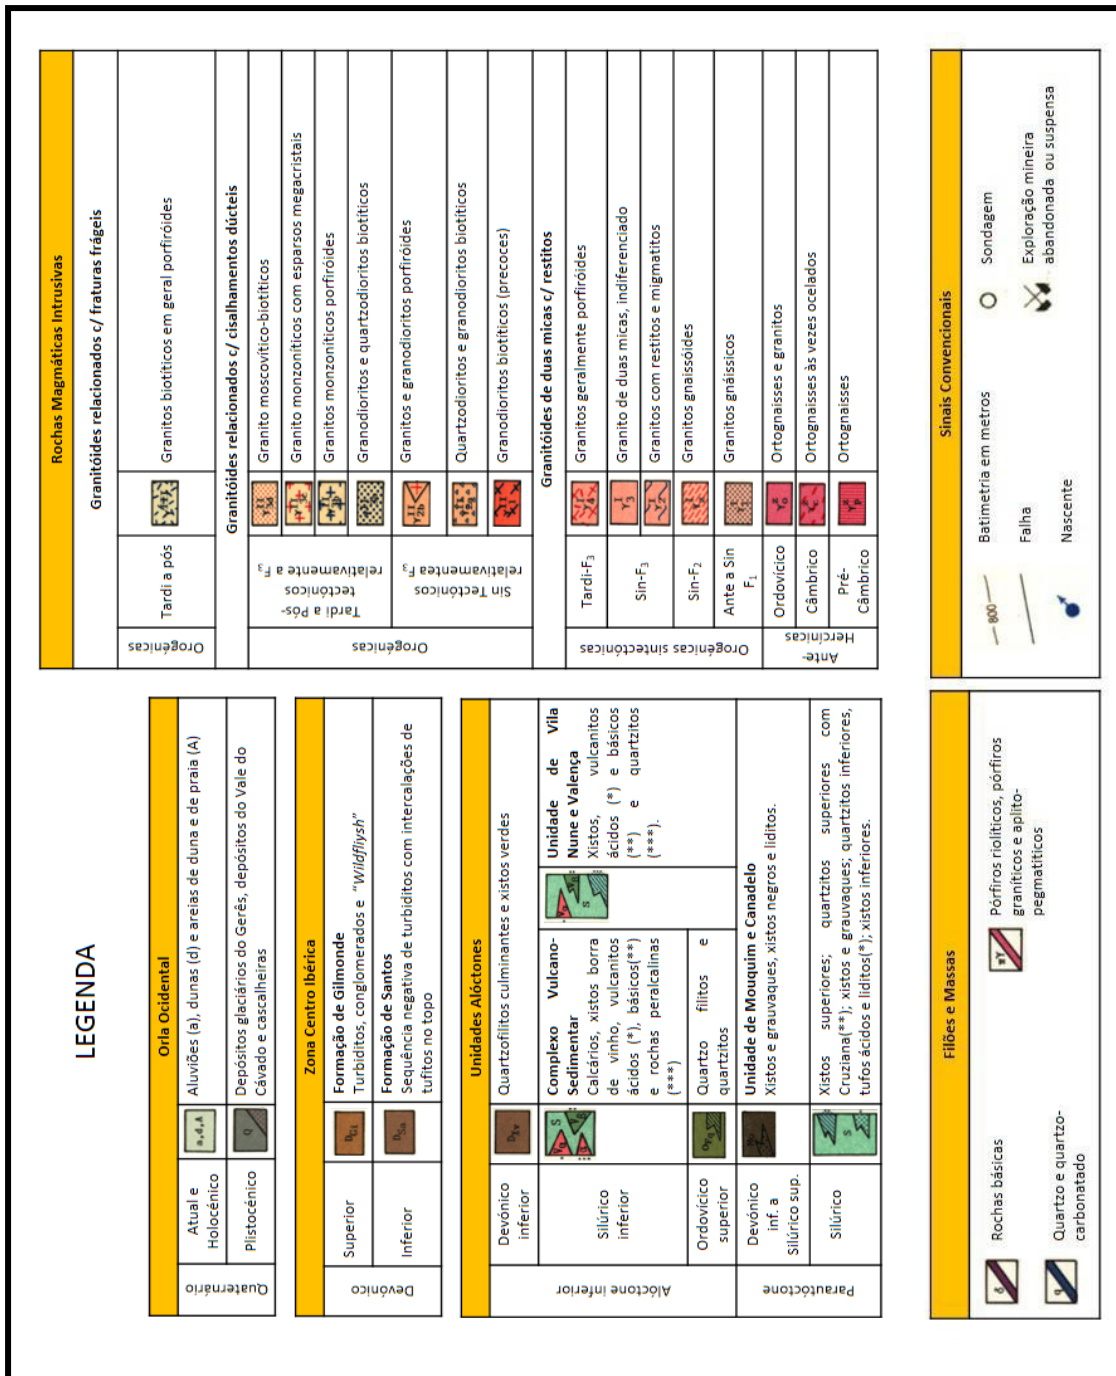 LEGENDA
Orla Ocidental
Quaternário
Atual e
Holocénico
a,d,A
Aluviões (a), dunas (d) e areias de duna e de praia (A)
Plistocénico
Q
Depósitos glaciários do Gerês, depósitos do Vale do
Cávado e cascalheiras
Zona Centro Ibérica
Devónico
Superior
DGi
Formação de Gilmonde
Turbiditos, conglomerados e "Wildfliysh"
Inferior
DSa
Formação de Santos
Sequência negativa de turbiditos com intercalações de
tufitos no topo
Unidades Alóctones
Alóctone inferior
Devónico
inferior
Quartzofilitos culminantes e xistos verdes
Silúrico
inferior
S
Complexo Vulcano-
Sedimentar
Calcários, xistos borra
de vinho, vulcanitos
ácidos (*), básicos(**)
e rochas peralcalinas
(***)
S
Unidade de Vila
Nune e Valença
Xistos, vulcanitos
ácidos (*) e básicos
(**) e quartzitos
(***).
Ordovícico
superior
Quartzo filitos e
quartzitos
Parautóctone
Devónico
inf. a
Silúrico sup.
Unidade de Mouquim e Canadelo
Xistos e grauvaques, xistos negros e liditos.
Silúrico
S
Xistos superiores; quartzitos superiores com
Cruziana(**); xistos e grauvaques; quartzitos inferiores,
tufos ácidos e liditos(*); xistos inferiores.
Rochas Magmáticas Intrusivas
Granitóides relacionados c/ fraturas frágeis
Orogénicas
Tardi a pós
Granitos biotíticos em geral porfiróides
Granitóides relacionados c/ cisalhamentos dúcteis
Orogénicas
Tardi a Pós-
tectónicos
relativamente a F3
Granito moscovítico-biotíticos
Granito monzoníticos com esparsos megacristais
Granitos monzoníticos porfiróides
Granodioritos e quartzodioritos biotíticos
Sin Tectónicos
relativamentea F3
Granitos e granodioritos porfiróides
Quartzodioritos e granodioritos biotíticos
Granodioritos biotíticos (precoces)
Granitóides de duas micas c/ restitos
Orogénicas sintectónicas
Tardi-F3
Granitos geralmente porfiróides
Sin-F3
Granito de duas micas, indiferenciado
Granitos com restitos e migmatitos
Sin-F2
Granitos gnaissóides
Ante a Sin
F1
Granitos gnáissicos
Ante-
Hercínicas
Ordovícico
Ortognaisses e granitos
Câmbrico
Ortognaisses às vezes ocelados
Pré-
Câmbrico
Ortognaisses
Filões e Massas
δ
Rochas básicas
Pórfiros riolíticos, pórfiros
graníticos e aplito-
pegmatíticos
q
Quartzo e quartzo-
carbonatado
Sinais Convencionais
800
Batimetria em metros
Sondagem
Falha
Exploração mineira
abandonada ou suspensa
Nascente